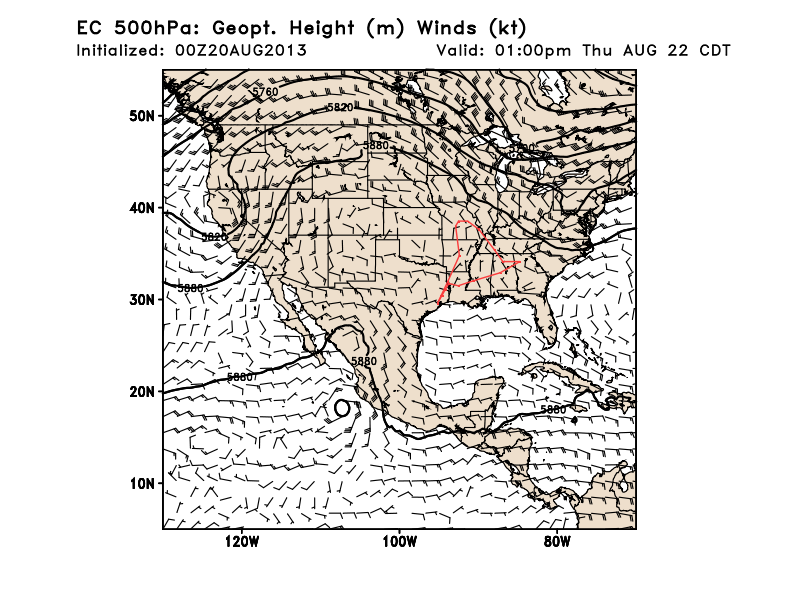 EC 500hPa: Geopt. Height (m) Winds (kt)
Initialized: 00Z20AUG2013 Valid: 01:00pm Thu AUG 22 CDT
5760
50N
5820
5880
40N
5820
5880
30N
5880
5880
20N
5880
10N
120W 100W 80W